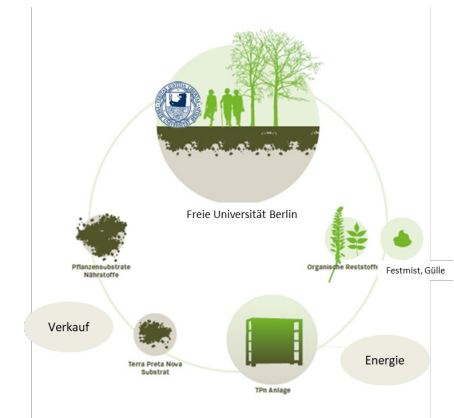 Freie Universität Berlin
Pflanzensubstrate
Nährstoffe
Organische Reststoffe
Festmist, Gülle
Verkauf
Terra Preta Nova
Substrat
TPn Anlage
Energie